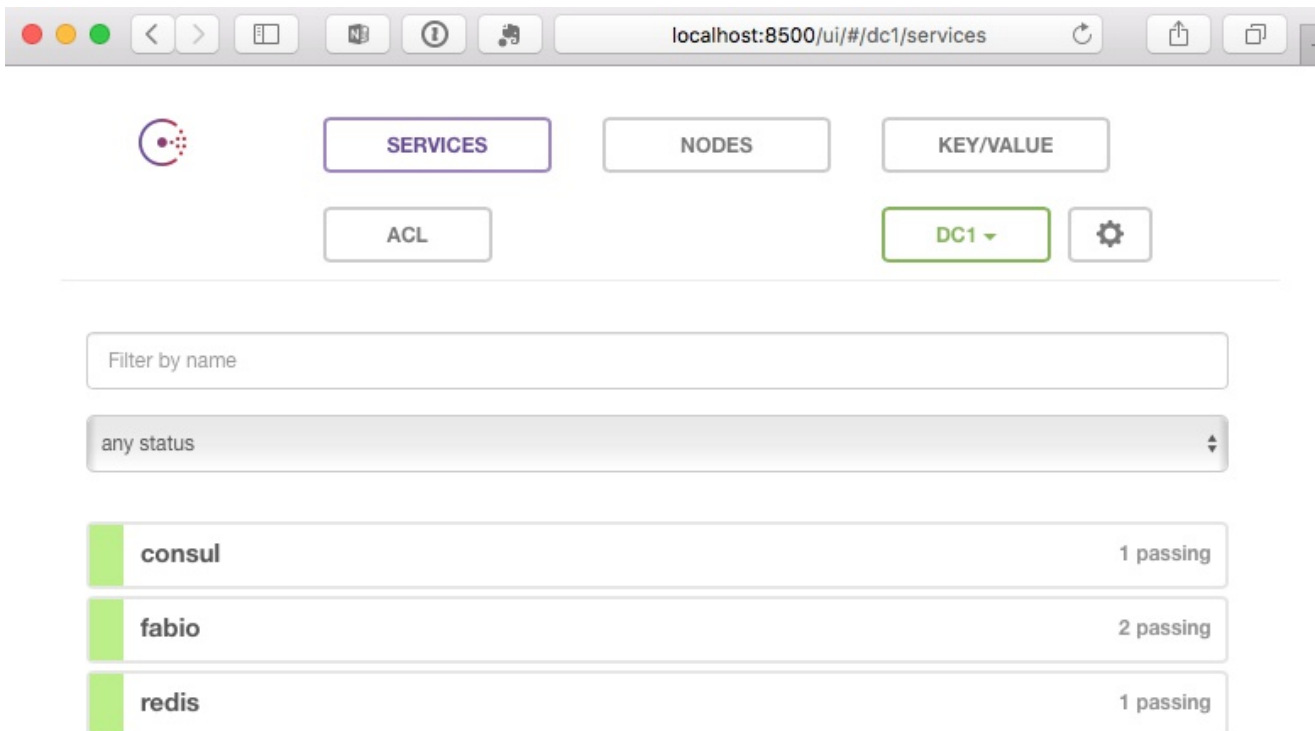 localhost:8500/ui/#/dc1/services
SERVICES
NODES
KEY/VALUE
ACL
DC1
Filter by name
any status
consul
1 passing
fabio
2 passing
redis
1 passing